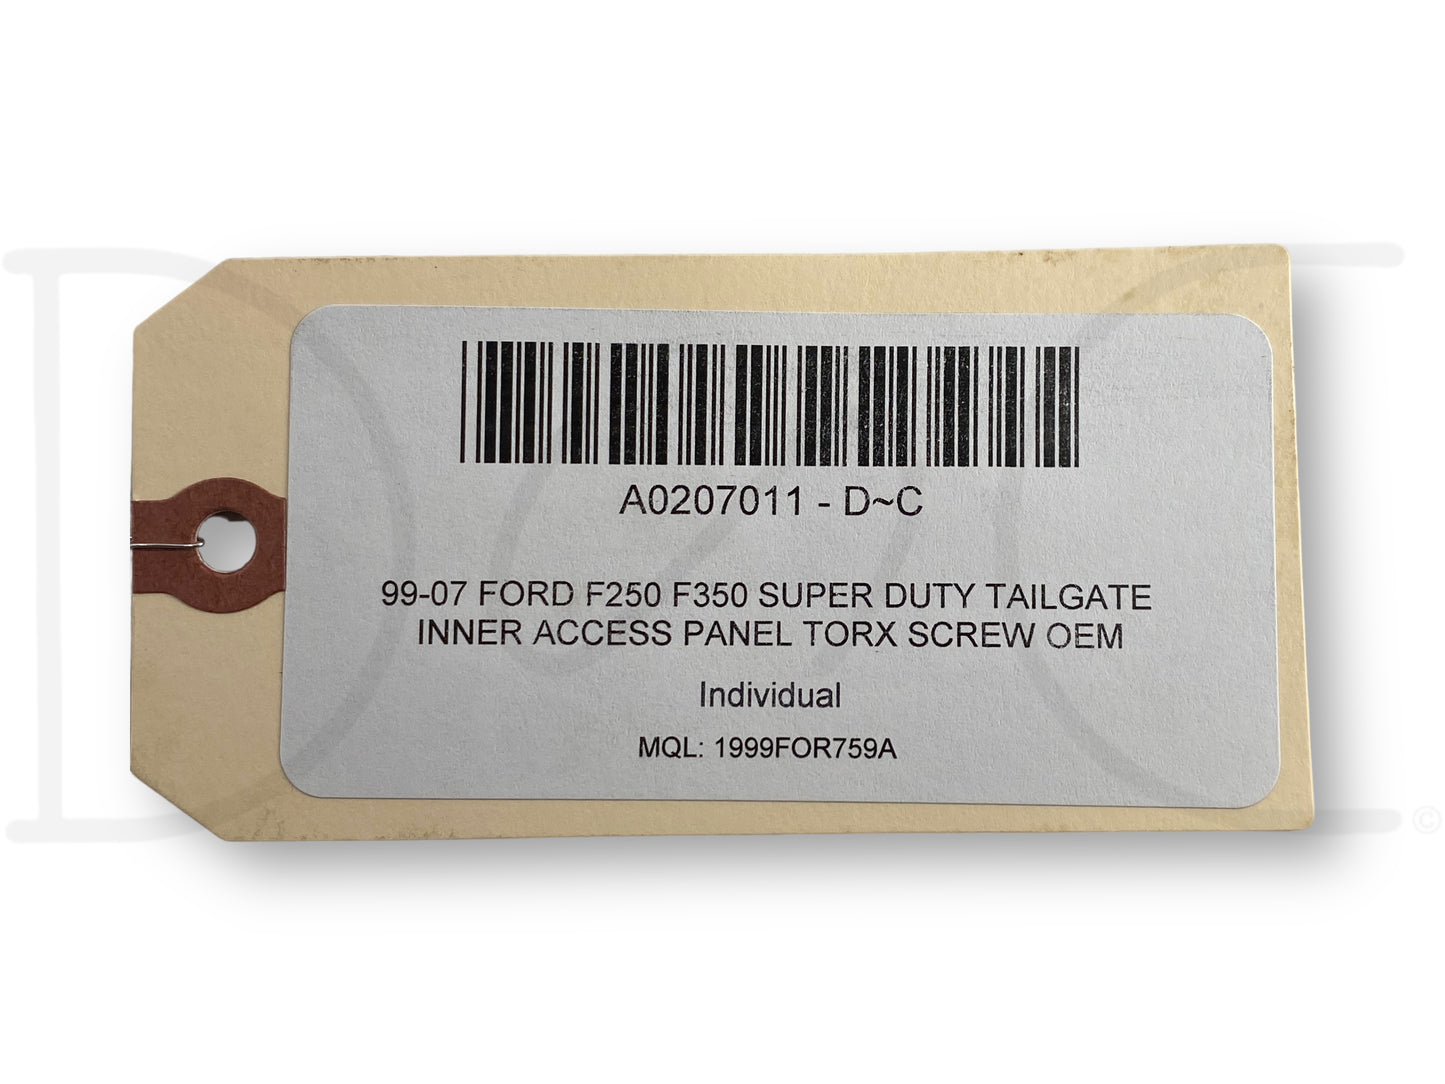 A0207011 - D~C
99-07 FORD F250 F350 SUPER DUTY TAILGATE
INNER ACCESS PANEL TORX SCREW OEM
Individual
MQL: 1999FOR759A
©